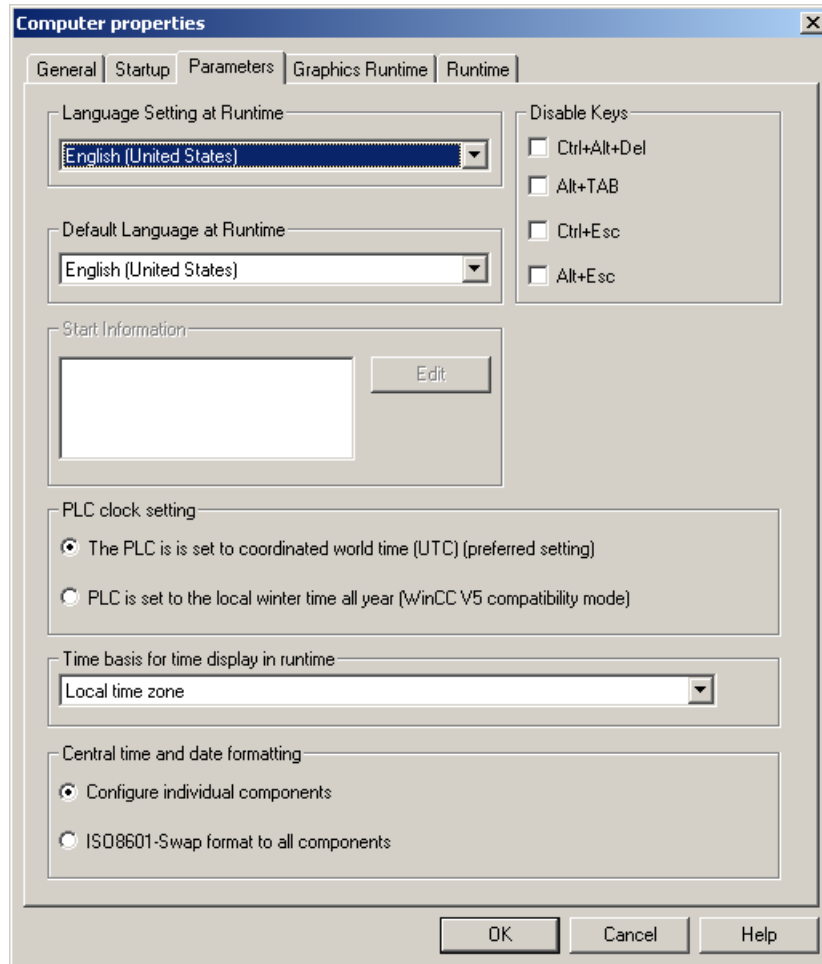 Computer properties
General Startup Parameters Graphics Runtime Runtime
Language Setting at Runtime
English (United States)
Default Language at Runtime
English (United States)
Disable Keys
Ctrl+Alt+Del
Alt+TAB
Ctrl+Esc
Alt+Esc
Start Information
Edit
PLC clock setting
The PLC is is set to coordinated world time (UTC) (preferred setting)
PLC is set to the local winter time all year (WinCC V5 compatibility mode)
Time basis for time display in runtime
Local time zone
Central time and date formatting
Configure individual components
ISO8601-Swap format to all components
OK Cancel Help